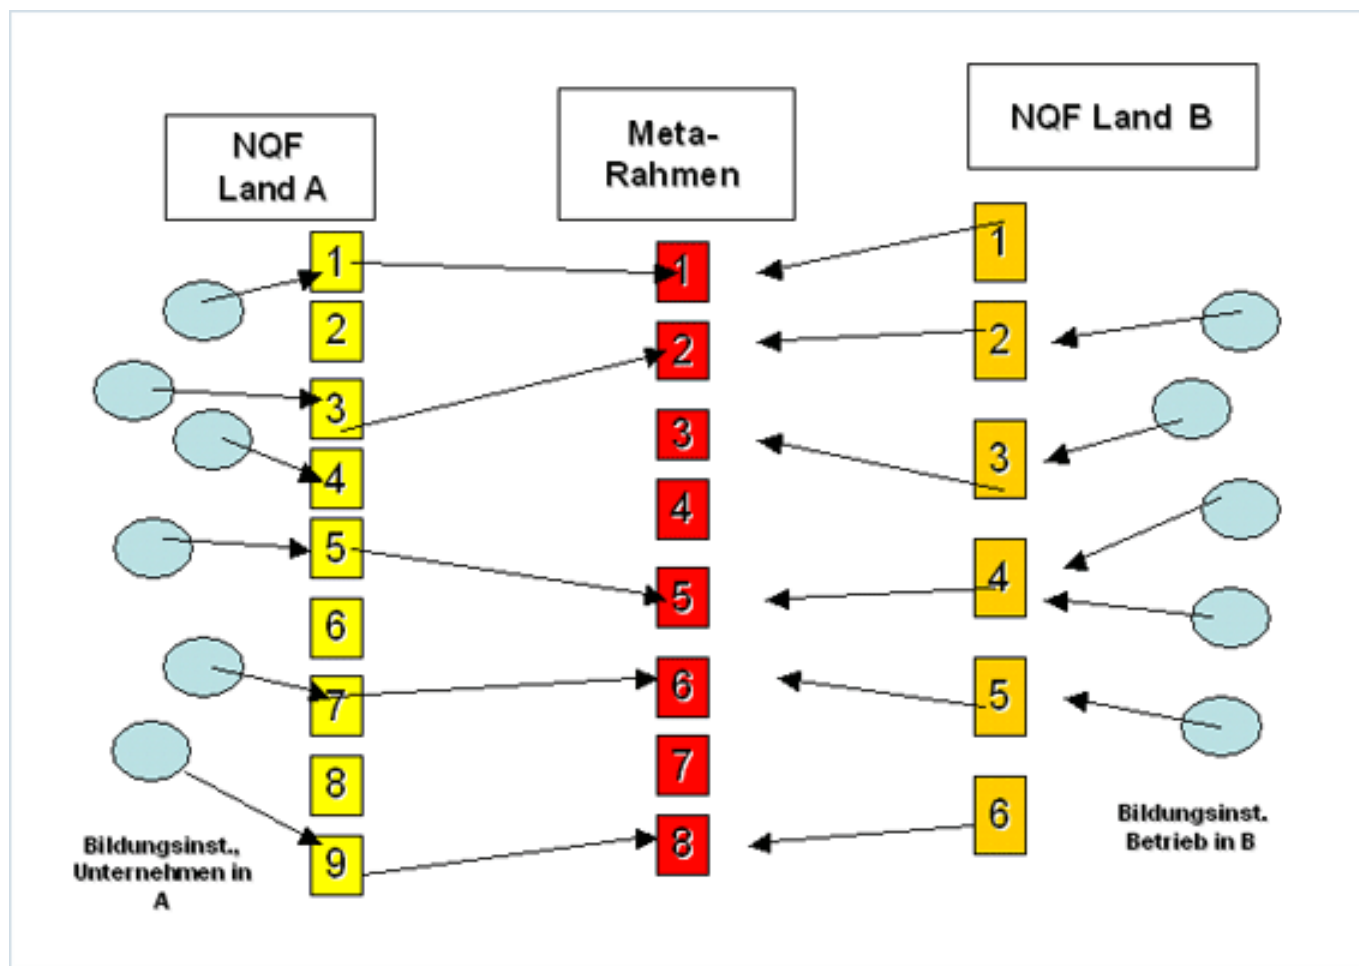 NQF
Land A
1
2
3
4
5
6
7
8
9
Bildungsinst.,
Unternehmen in
A
Meta-
Rahmen
1
2
3
4
5
6
7
8
NQF Land B
1
2
3
4
5
6
Bildungsinst.
Betrieb in B